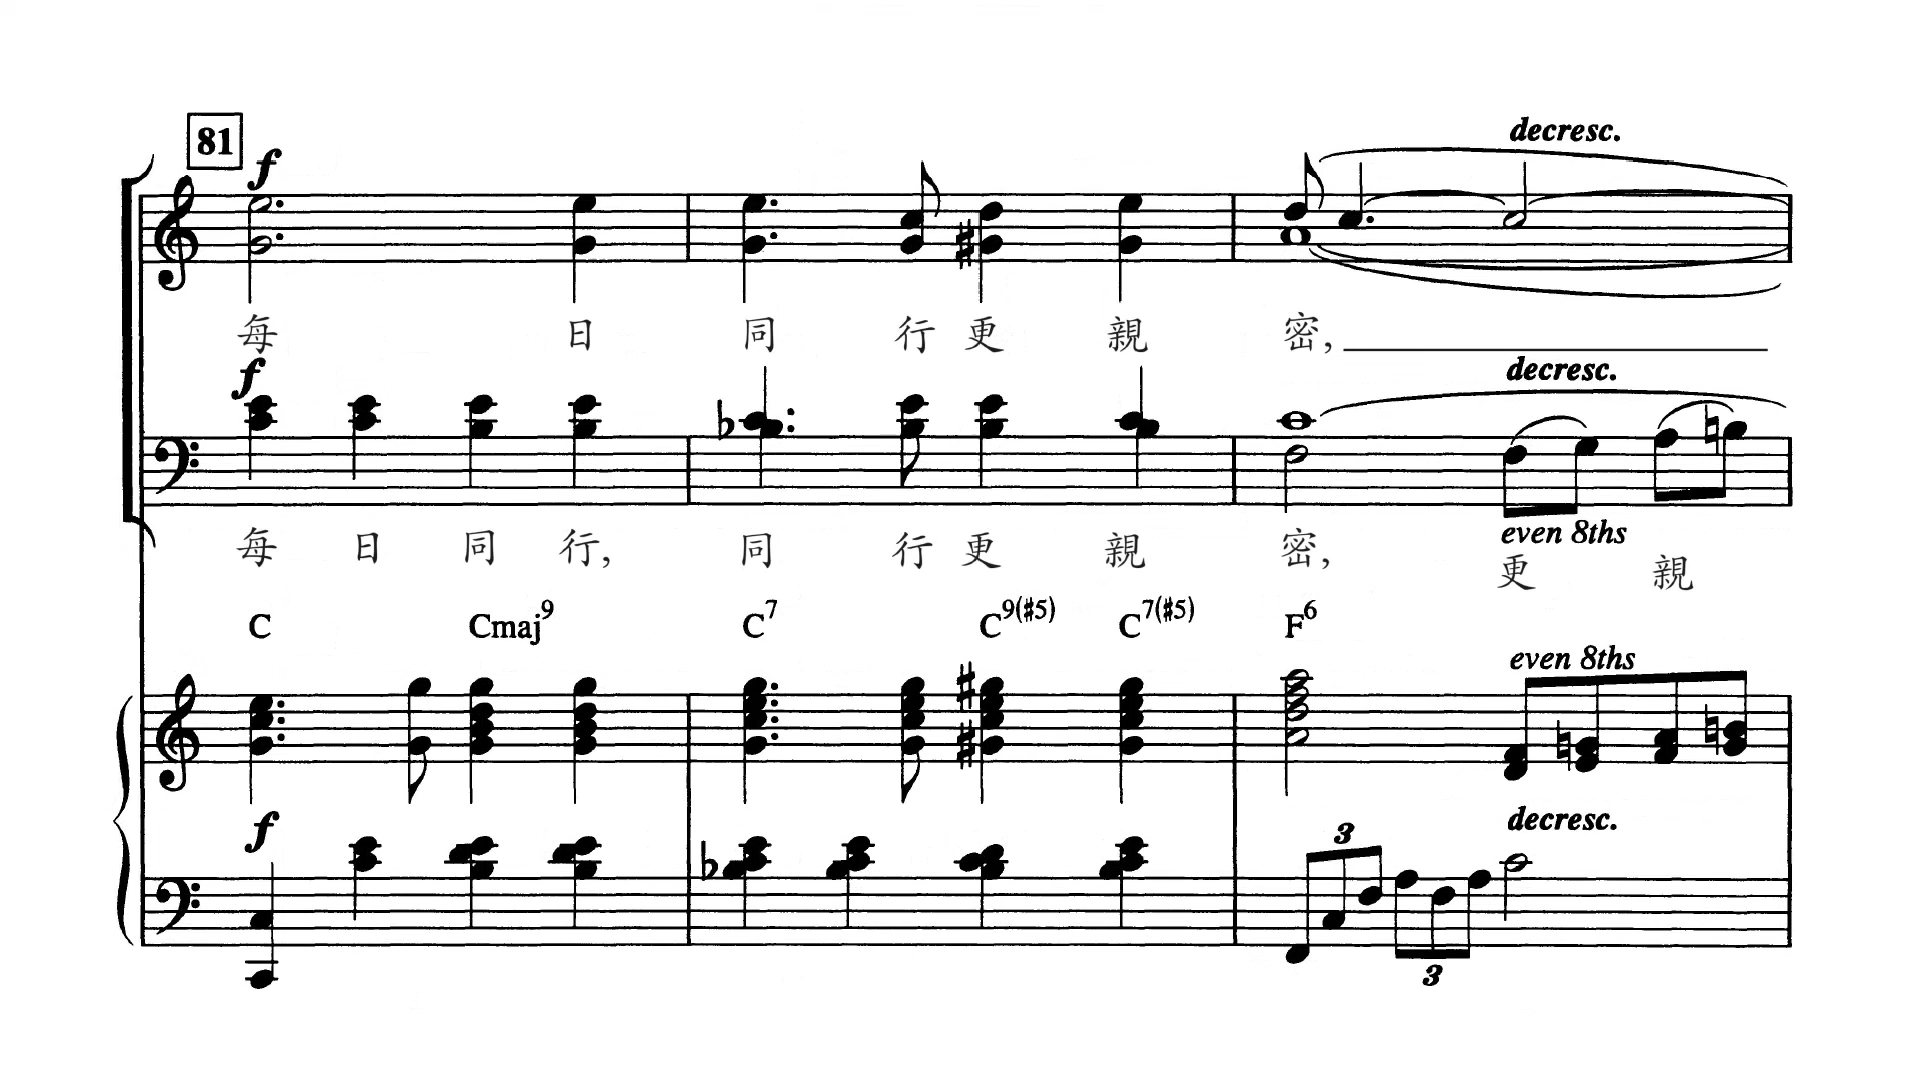 81
f
decresc.
每 日 同 行 更 親 密,
f
decresc.
even 8ths
每 日 同 行, 同 行 更 親 密, 更 親
C Cmaj9 C7 C9(#5) C7(#5) F6
even 8ths
f
decresc.
3
3